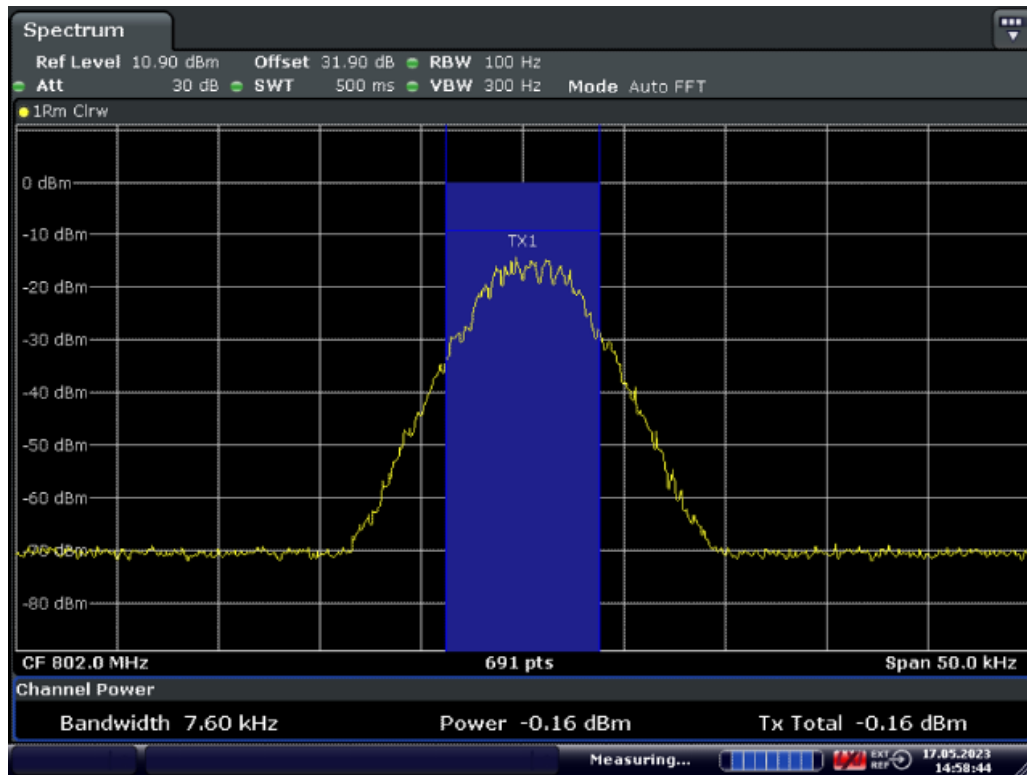 Spectrum
Ref Level 10.90 dBm Offset 31.90 dB RBW 100 Hz
Att 30 dB SWT 500 ms VBW 300 Hz Mode Auto FFT
1Rm Clrw
0 dBm
-10 dBm
TX1
-20 dBm
-30 dBm
-40 dBm
-50 dBm
-60 dBm
-80 dBm
CF 802.0 MHz 691 pts Span 50.0 kHz
Channel Power
Bandwidth 7.60 kHz Power -0.16 dBm Tx Total -0.16 dBm
Measuring... EXT REF 17.05.2023
14:58:44